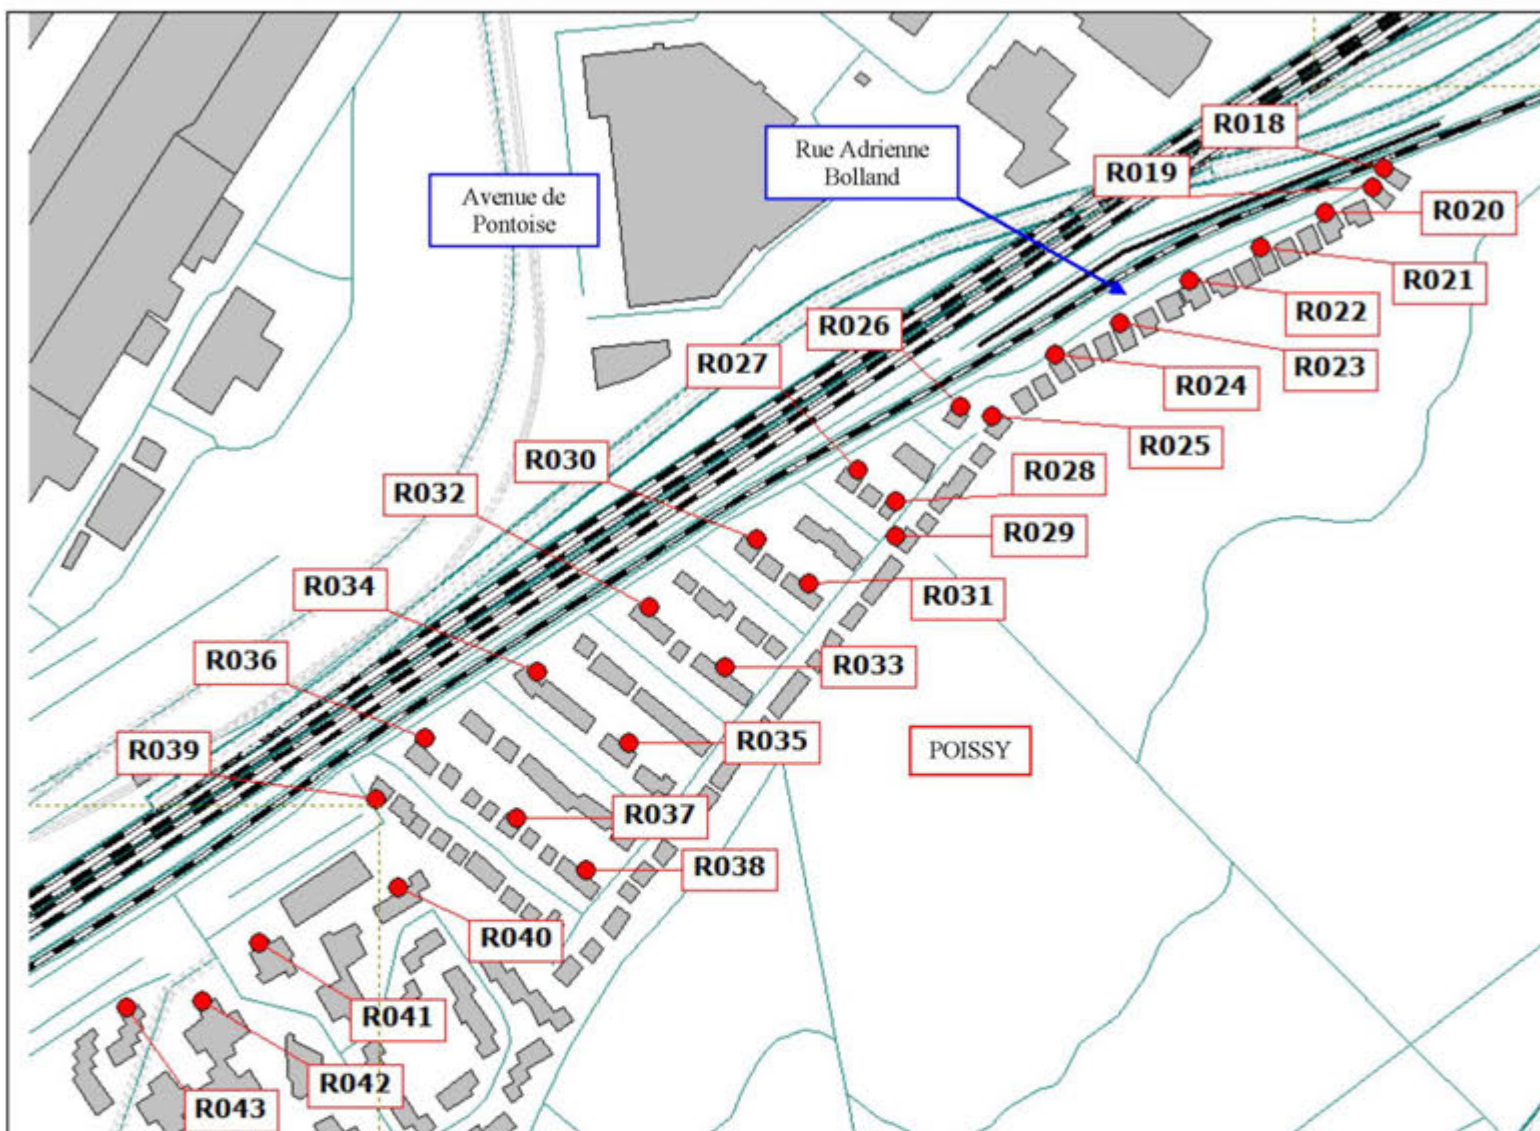 R018
Rue Adrienne
Bolland
R019
Avenue de
Pontoise
R020
R021
R022
R026
R023
R027
R024
R025
R030
R028
R032
R029
R034
R031
R036
R033
R039
R035
POISSY
R037
R038
R040
R041
R042
R043